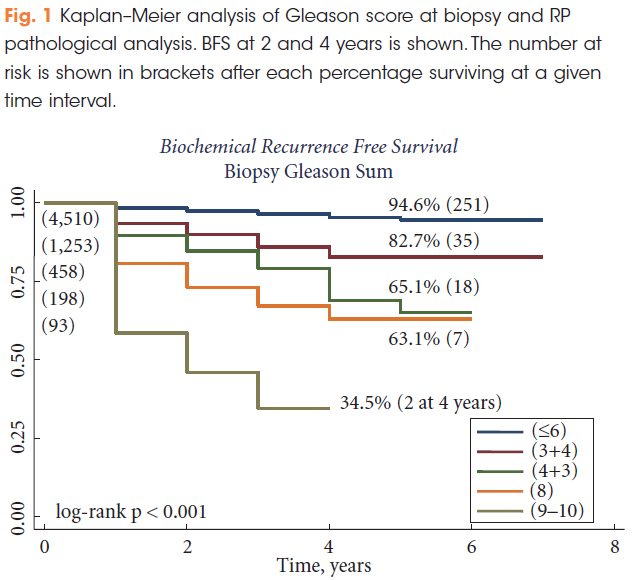 Fig. 1 Kaplan–Meier analysis of Gleason score at biopsy and RP
pathological analysis. BFS at 2 and 4 years is shown. The number at
risk is shown in brackets after each percentage surviving at a given
time interval.
Biochemical Recurrence Free Survival
Biopsy Gleason Sum
1.00
0.75
0.50
0.25
0.00
(4,510)
(1,253)
(458)
(198)
(93)
94.6% (251)
82.7% (35)
65.1% (18)
63.1% (7)
34.5% (2 at 4 years)
(≤6)
(3+4)
(4+3)
(8)
(9–10)
log-rank p < 0.001
0 2 4 6 8
Time, years